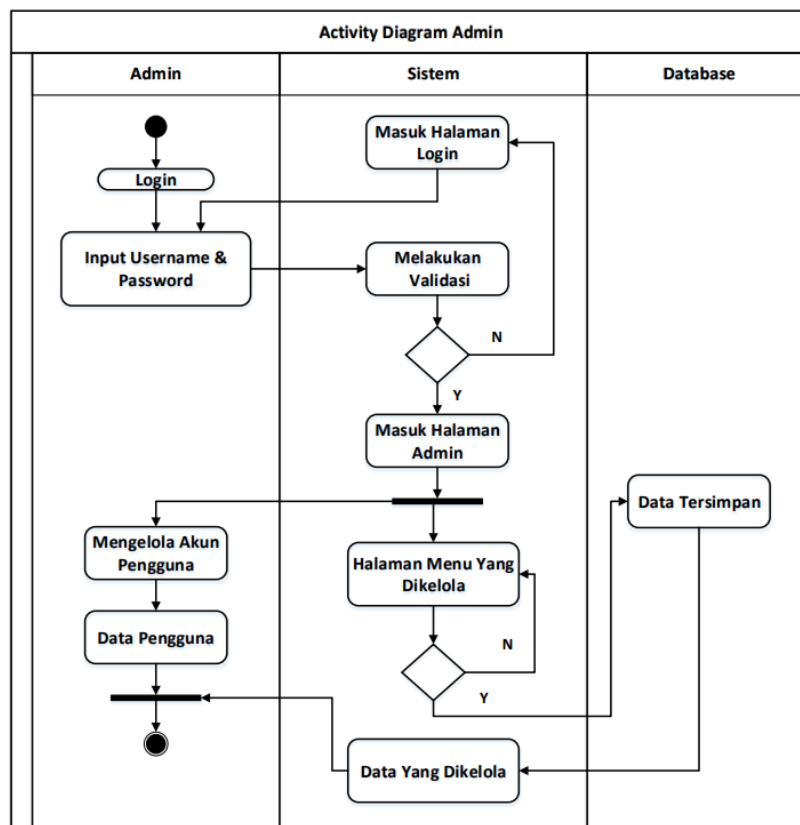 Activity Diagram Admin
Admin
Sistem
Database
Masuk Halaman
Login
Login
Input Username &
Password
Melakukan
Validasi
N
Y
Masuk Halaman
Admin
Data Tersimpan
Mengelola Akun
Pengguna
Halaman Menu Yang
Dikelola
Data Pengguna
N
Y
Data Yang Dikelola